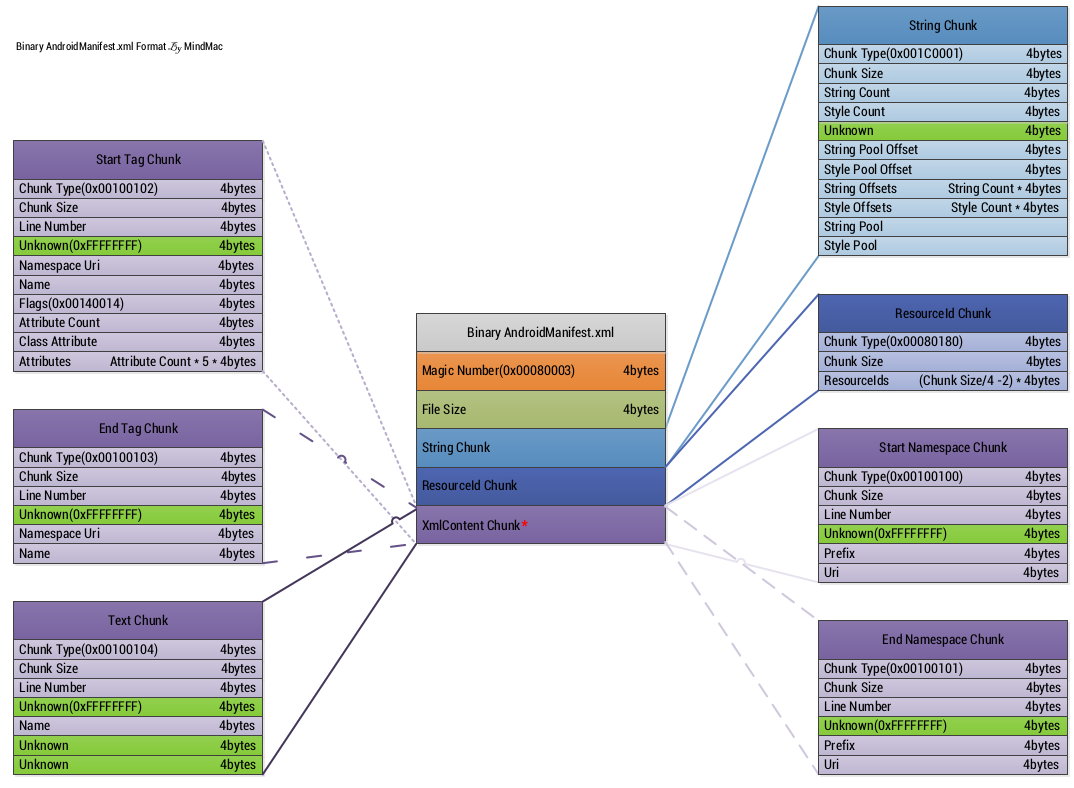 Binary AndroidManifest.xml Format By MindMac
Start Tag Chunk
Chunk Type(0x00100102) 4bytes
Chunk Size 4bytes
Line Number 4bytes
Unknown(0xFFFFFFFF) 4bytes
Namespace Uri 4bytes
Name 4bytes
Flags(0x00140014) 4bytes
Attribute Count 4bytes
Class Attribute 4bytes
Attributes Attribute Count * 5 * 4bytes
End Tag Chunk
Chunk Type(0x00100103) 4bytes
Chunk Size 4bytes
Line Number 4bytes
Unknown(0xFFFFFFFF) 4bytes
Namespace Uri 4bytes
Name 4bytes
Text Chunk
Chunk Type(0x00100104) 4bytes
Chunk Size 4bytes
Line Number 4bytes
Unknown(0xFFFFFFFF) 4bytes
Name 4bytes
Unknown 4bytes
Unknown 4bytes
Binary AndroidManifest.xml
Magic Number(0x00080003) 4bytes
File Size 4bytes
String Chunk
ResourceId Chunk
XmlContent Chunk*
String Chunk
Chunk Type(0x001C0001) 4bytes
Chunk Size 4bytes
String Count 4bytes
Style Count 4bytes
Unknown 4bytes
String Pool Offset 4bytes
Style Pool Offset 4bytes
String Offsets String Count * 4bytes
Style Offsets Style Count * 4bytes
String Pool
Style Pool
ResourceId Chunk
Chunk Type(0x00080180) 4bytes
Chunk Size 4bytes
ResourceIds (Chunk Size/4 -2) * 4bytes
Start Namespace Chunk
Chunk Type(0x00100100) 4bytes
Chunk Size 4bytes
Line Number 4bytes
Unknown(0xFFFFFFFF) 4bytes
Prefix 4bytes
Uri 4bytes
End Namespace Chunk
Chunk Type(0x00100101) 4bytes
Chunk Size 4bytes
Line Number 4bytes
Unknown(0xFFFFFFFF) 4bytes
Prefix 4bytes
Uri 4bytes